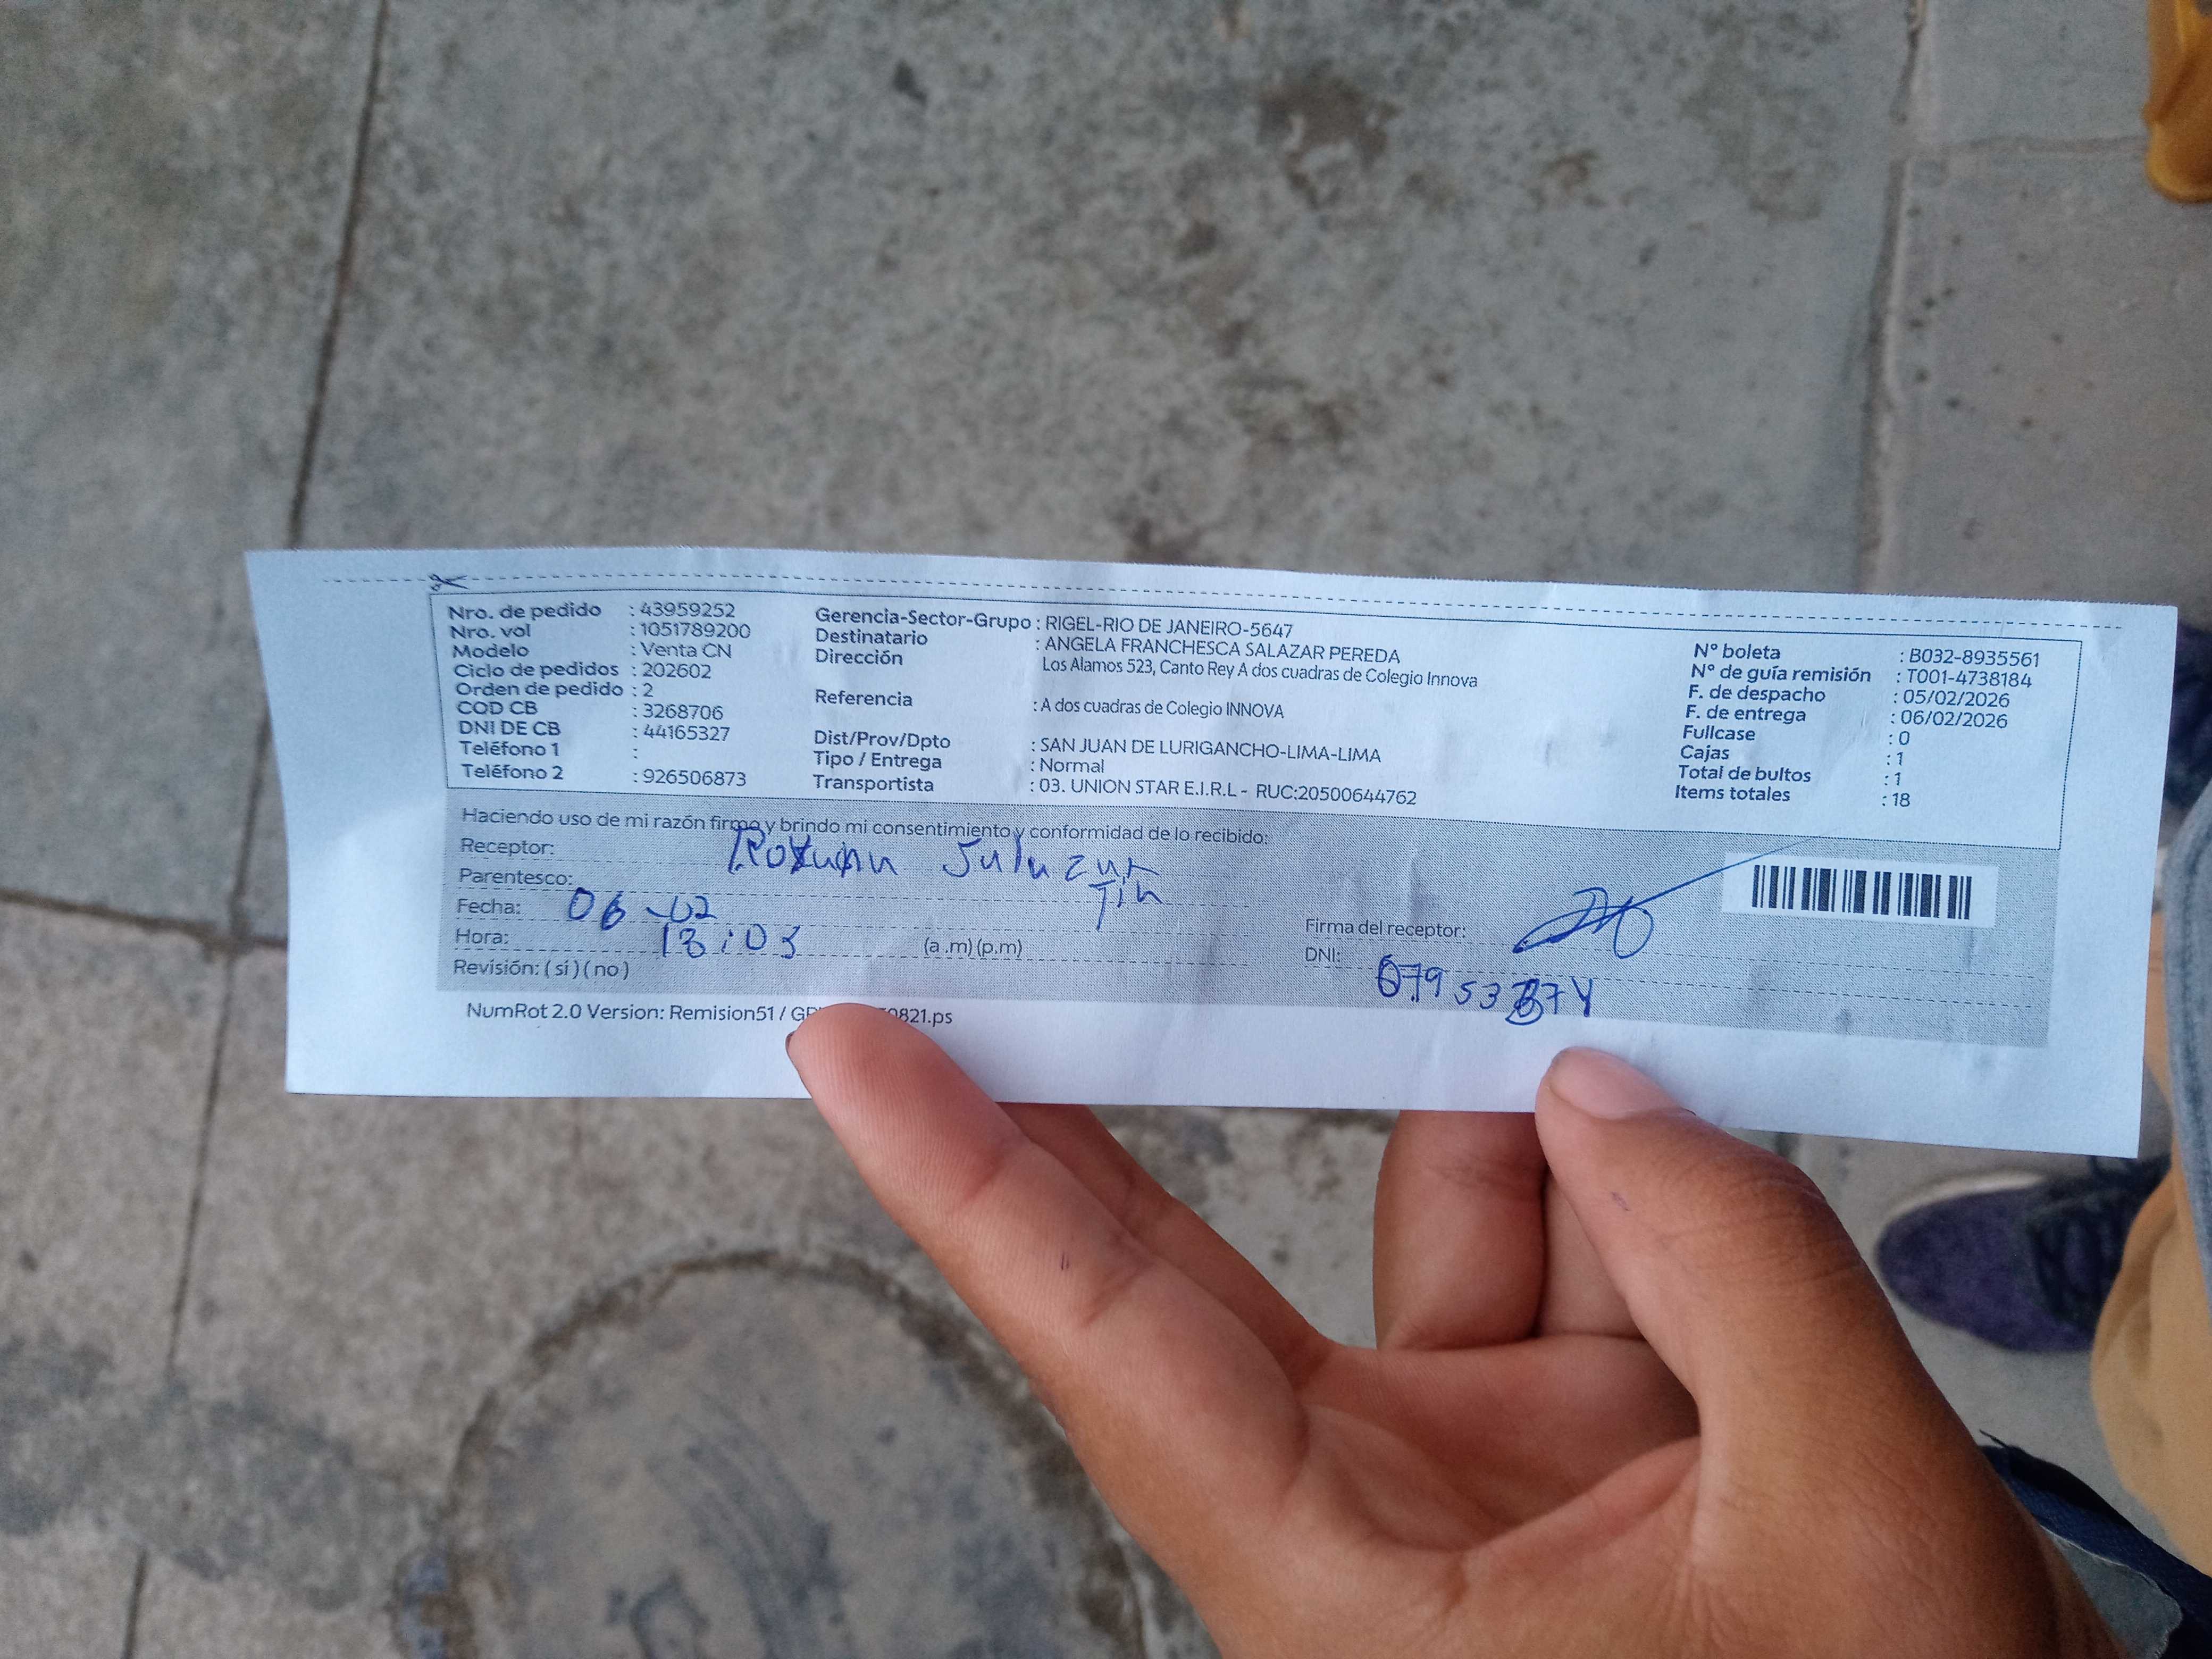 Nro. de pedido : 43959252
Nro. vol : 1051789200
Modelo : Venta CN
Ciclo de pedidos : 202602
Orden de pedido : 2
COD CB : 3268706
DNI DE CB : 44165327
Teléfono 1 :
Teléfono 2 : 926506873
Gerencia-Sector-Grupo : RIGEL-RIO DE JANEIRO-5647
Destinatario : ANGELA FRANCHESCA SALAZAR PEREDA
Dirección Los Alamos 523, Canto Rey A dos cuadras de Colegio Innova
Referencia : A dos cuadras de Colegio INNOVA
Dist/Prov/Dpto : SAN JUAN DE LURIGANCHO-LIMA-LIMA
Tipo / Entrega : Normal
Transportista : 03. UNION STAR E.I.R.L - RUC:20500644762
N° boleta : B032-8935561
N° de guía remisión : T001-4738184
F. de despacho : 05/02/2026
F. de entrega : 06/02/2026
Fullcase : 0
Cajas : 1
Total de bultos : 1
Items totales : 18
Haciendo uso de mi razón firmo y brindo mi consentimiento y conformidad de lo recibido:
Receptor:
Parentesco:
Fecha: 06-02
Hora: (a .m) (p.m)
Revisión: ( si ) ( no )
Firma del receptor:
DNI:
NumRot 2.0 Version: Remision51 / 0821.ps